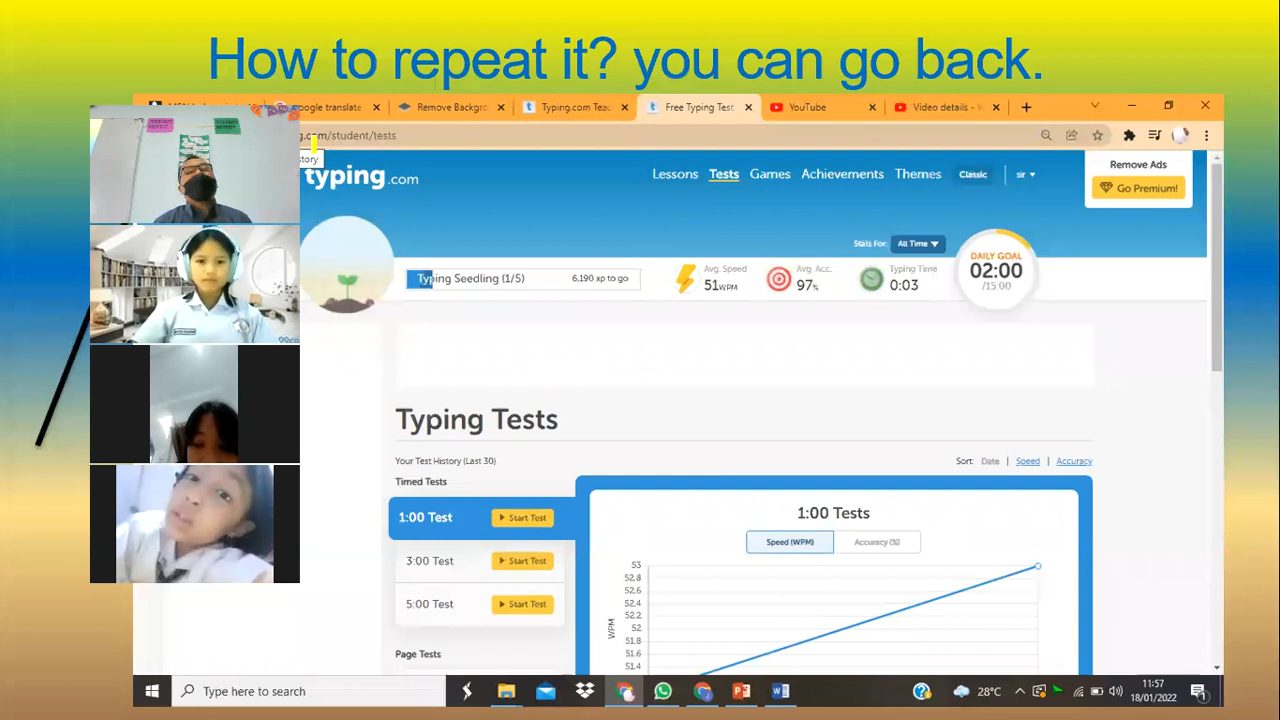 How to repeat it? you can go back.
google translate
Remove Backgro
Typing.com Teac
Free Typing Test
YouTube
Video details - Yo
g.com/student/tests
story
typing.com
Lessons
Tests
Games
Achievements
Themes
Classic
sir
Remove Ads
Go Premium!
Stats For:
All Time
Typing Seedling (1/5)
6,190 xp to go
Avg. Speed
51WPM
Avg. Acc.
97%
Typing Time
0:03
DAILY GOAL
02:00
/15:00
Typing Tests
Your Test History (Last 30)
Sort: Date | Speed | Accuracy
Timed Tests
1:00 Test
Start Test
3:00 Test
Start Test
5:00 Test
Start Test
Page Tests
1:00 Tests
Speed (WPM)
Accuracy (%)
53
52.8
52.6
52.4
52.2
52
51.8
51.6
51.4
WPM
Type here to search
28°C
11:57
18/01/2022